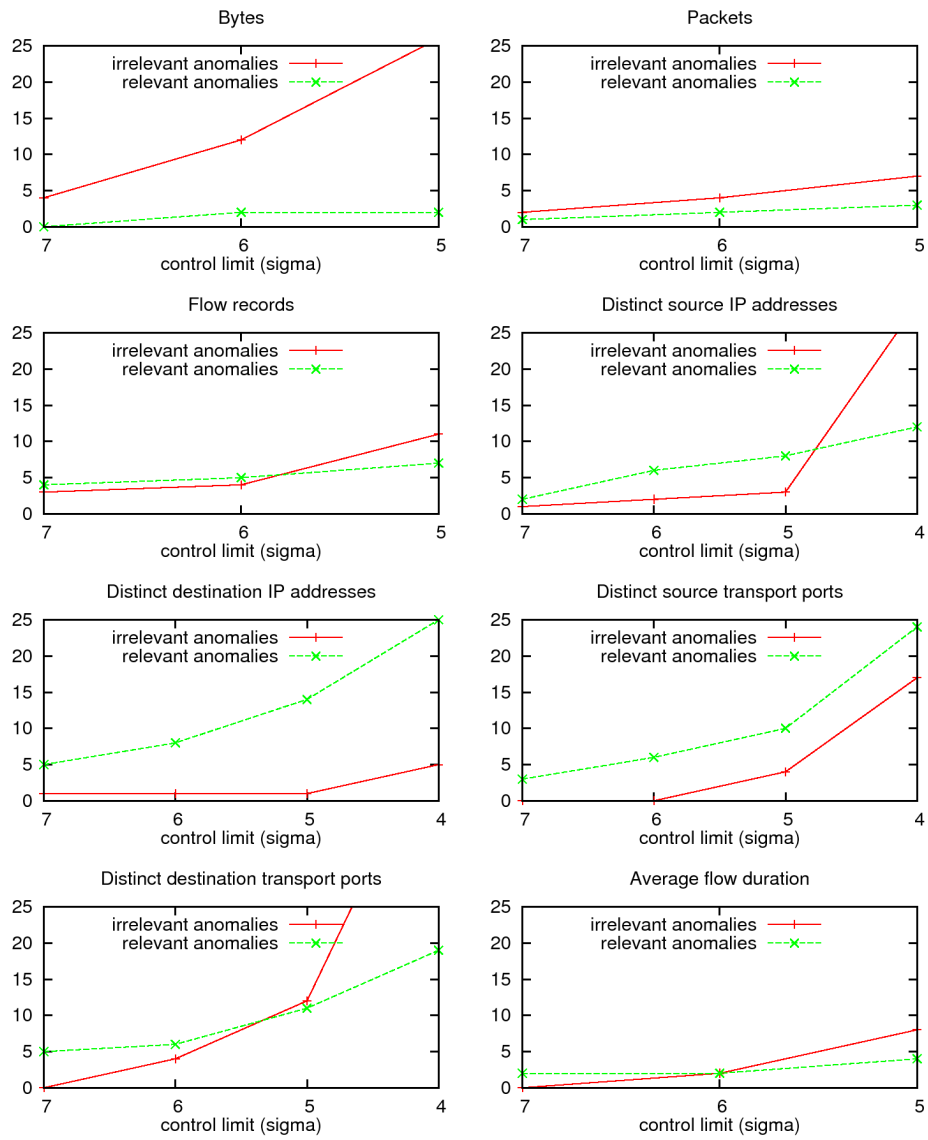 Bytes
25
20
15
10
5
0
irrelevant anomalies
relevant anomalies
7 6 5
control limit (sigma)
Packets
25
20
15
10
5
0
irrelevant anomalies
relevant anomalies
7 6 5
control limit (sigma)
Flow records
25
20
15
10
5
0
irrelevant anomalies
relevant anomalies
7 6 5
control limit (sigma)
Distinct source IP addresses
25
20
15
10
5
0
irrelevant anomalies
relevant anomalies
7 6 5 4
control limit (sigma)
Distinct destination IP addresses
25
20
15
10
5
0
irrelevant anomalies
relevant anomalies
7 6 5 4
control limit (sigma)
Distinct source transport ports
25
20
15
10
5
0
irrelevant anomalies
relevant anomalies
7 6 5 4
control limit (sigma)
Distinct destination transport ports
25
20
15
10
5
0
irrelevant anomalies
relevant anomalies
7 6 5 4
control limit (sigma)
Average flow duration
25
20
15
10
5
0
irrelevant anomalies
relevant anomalies
7 6 5
control limit (sigma)